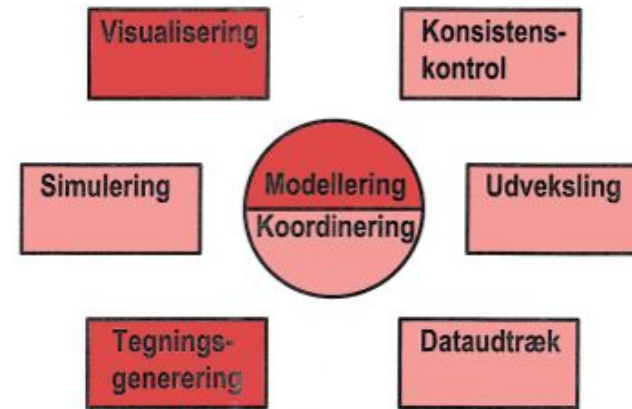 Visualisering
Konsistens-
kontrol
Simulering
Modellering
Koordinering
Udveksling
Tegnings-
generering
Dataudtræk